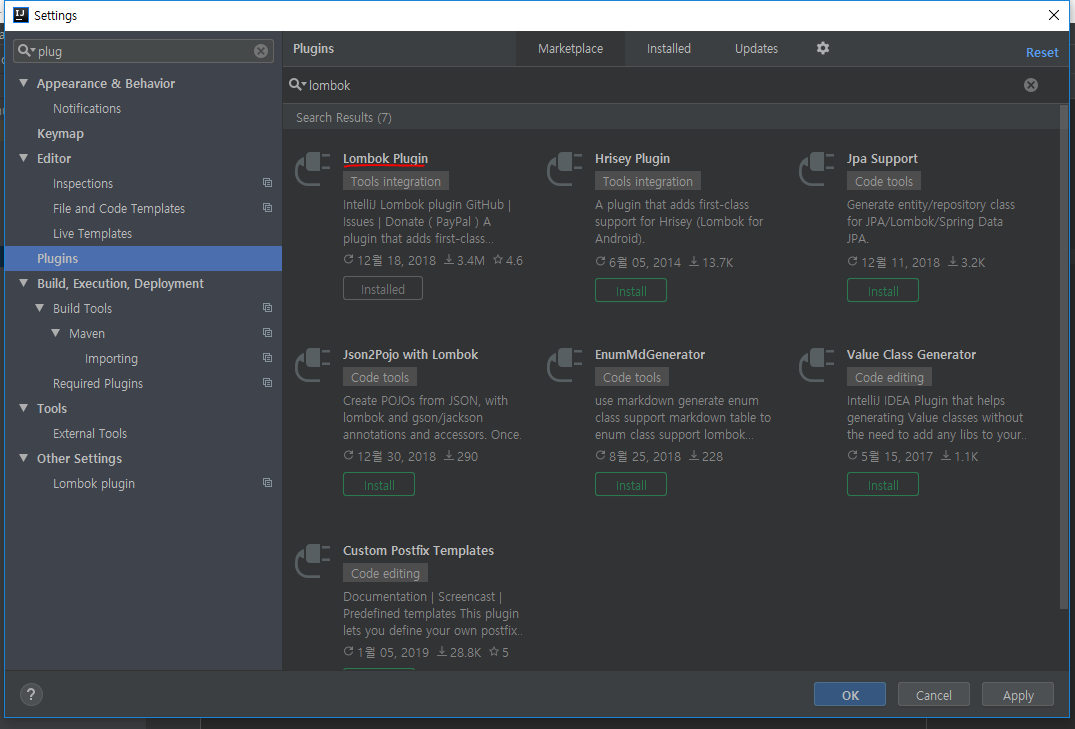 Settings
plug
Appearance & Behavior
Notifications
Keymap
Editor
Inspections
File and Code Templates
Live Templates
Plugins
Build, Execution, Deployment
Build Tools
Maven
Importing
Required Plugins
Tools
External Tools
Other Settings
Lombok plugin
Plugins
Marketplace
Installed
Updates
Reset
lombok
Search Results (7)
Lombok Plugin
Tools integration
IntelliJ Lombok plugin GitHub |
Issues | Donate ( PayPal ) A
plugin that adds first-class...
12월 18, 2018 3.4M 4.6
Installed
Hrisey Plugin
Tools integration
A plugin that adds first-class
support for Hrisey (Lombok for
Android).
6월 05, 2014 13.7K
Install
Jpa Support
Code tools
Generate entity/repository class
for JPA/Lombok/Spring Data
JPA.
12월 11, 2018 3.2K
Install
Json2Pojo with Lombok
Code tools
Create POJOs from JSON, with
lombok and gson/jackson
annotations and accessors. Once.
12월 30, 2018 290
Install
EnumMdGenerator
Code tools
use markdown generate enum
class support markdown table to
enum class support lombok...
8월 25, 2018 228
Install
Value Class Generator
Code editing
IntelliJ IDEA Plugin that helps
generating Value classes without
the need to add any libs to your..
5월 15, 2017 1.1K
Install
Custom Postfix Templates
Code editing
Documentation | Screencast |
Predefined templates This plugin
lets you define your own postfix..
1월 05, 2019 28.8K 5
?
OK
Cancel
Apply